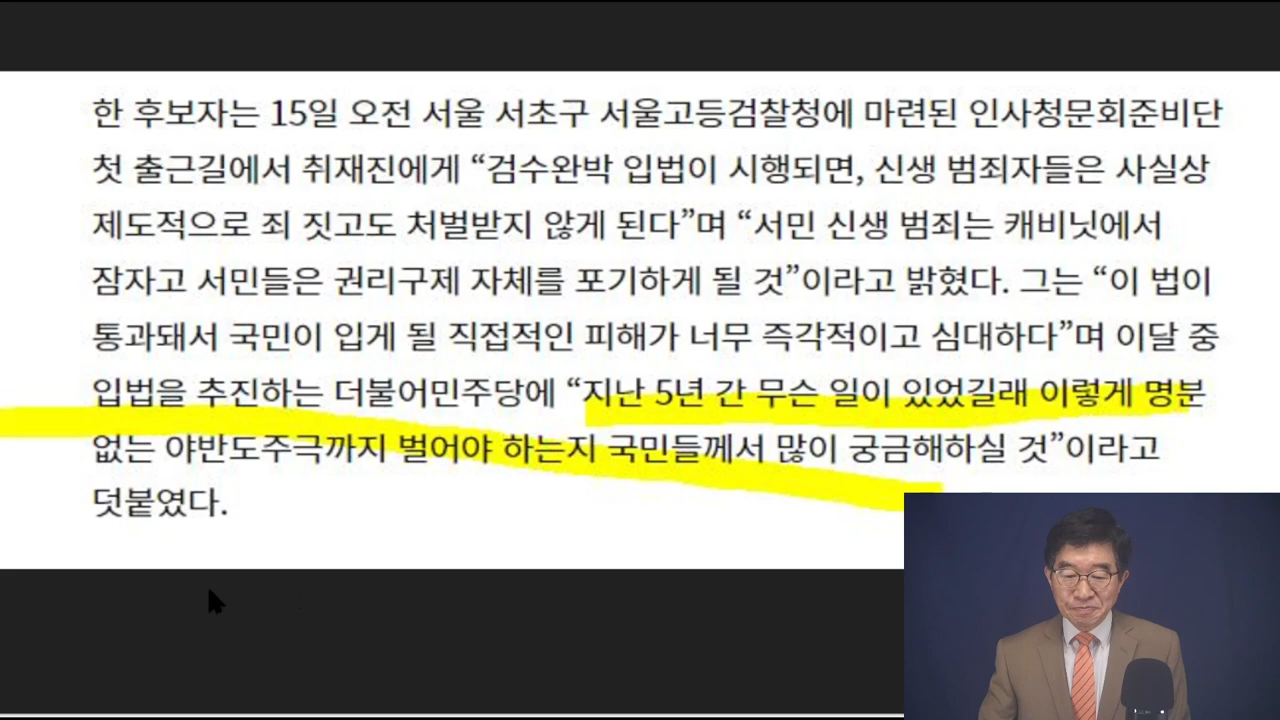 한 후보자는 15일 오전 서울 서초구 서울고등검찰청에 마련된 인사청문회준비단
첫 출근길에서 취재진에게 “검수완박 입법이 시행되면, 신생 범죄자들은 사실상
제도적으로 죄 짓고도 처벌받지 않게 된다”며 “서민 신생 범죄는 캐비닛에서
잠자고 서민들은 권리구제 자체를 포기하게 될 것”이라고 밝혔다. 그는 “이 법이
통과돼서 국민이 입게 될 직접적인 피해가 너무 즉각적이고 심대하다”며 이달 중
입법을 추진하는 더불어민주당에 “지난 5년 간 무슨 일이 있었길래 이렇게 명분
없는 야반도주극까지 벌어야 하는지 국민들께서 많이 궁금해하실 것”이라고
덧붙였다.